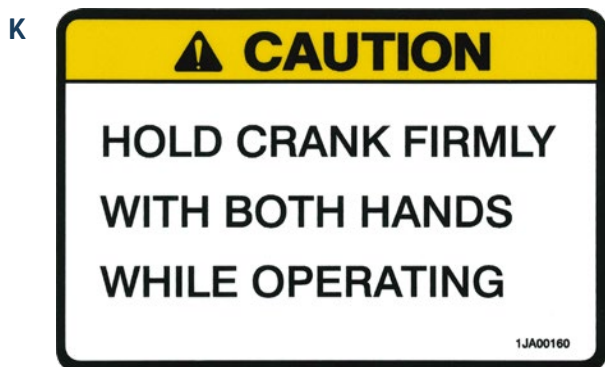 K
CAUTION
HOLD CRANK FIRMLY
WITH BOTH HANDS
WHILE OPERATING
1JA00160